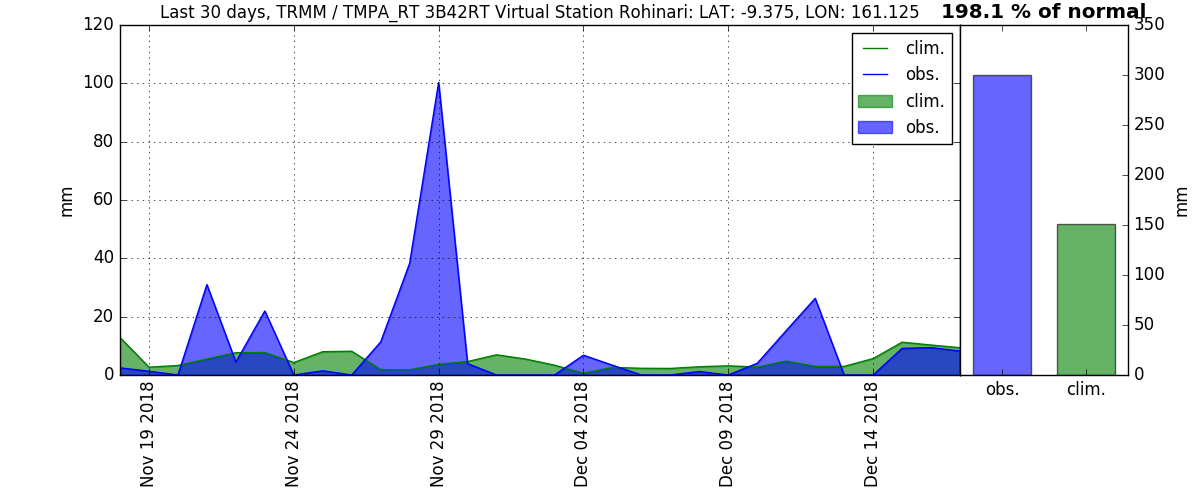 Last 30 days, TRMM / TMPA_RT 3B42RT Virtual Station Rohinari: LAT: -9.375, LON: 161.125
198.1 % of normal
120
100
80
60
40
20
0
mm
clim.
obs.
clim.
obs.
Nov 19 2018
Nov 24 2018
Nov 29 2018
Dec 04 2018
Dec 09 2018
Dec 14 2018
350
300
250
200
150
100
50
0
mm
obs.
clim.